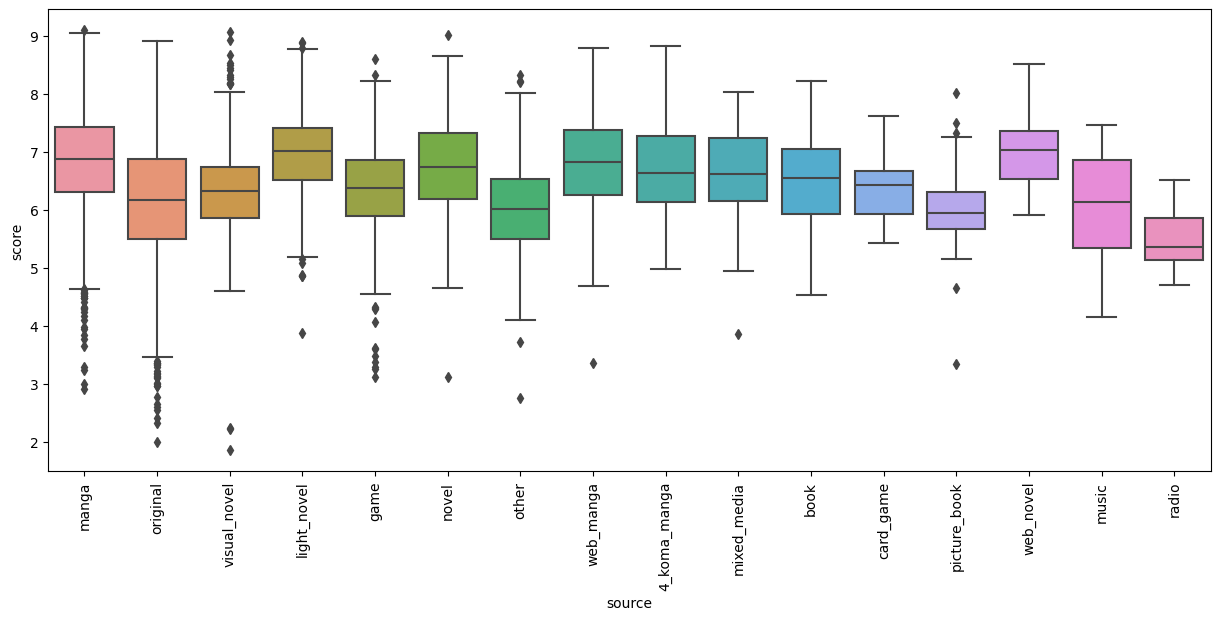 9
8
7
6
5
4
3
2
score
manga
original
visual_novel
light_novel
game
novel
other
web_manga
4_koma_manga
mixed_media
book
card_game
picture_book
web_novel
music
radio
source